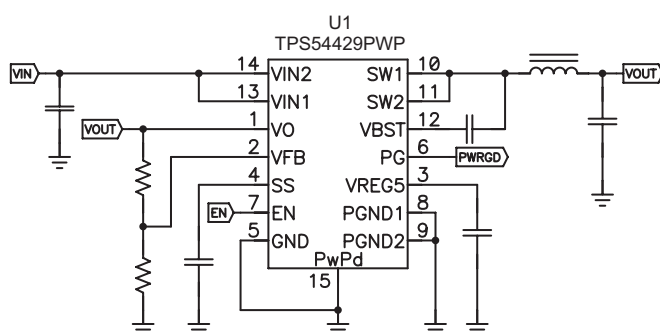 U1
TPS54429PWP
VIN
14 VIN2 SW1 10
13 VIN1 SW2 11
VOUT
VOUT 1 VO VBST 12
2 VFB PG 6 PWRGD
4 SS VREG5 3
EN 7 EN PGND1 8
5 GND PGND2 9
PwPd
15